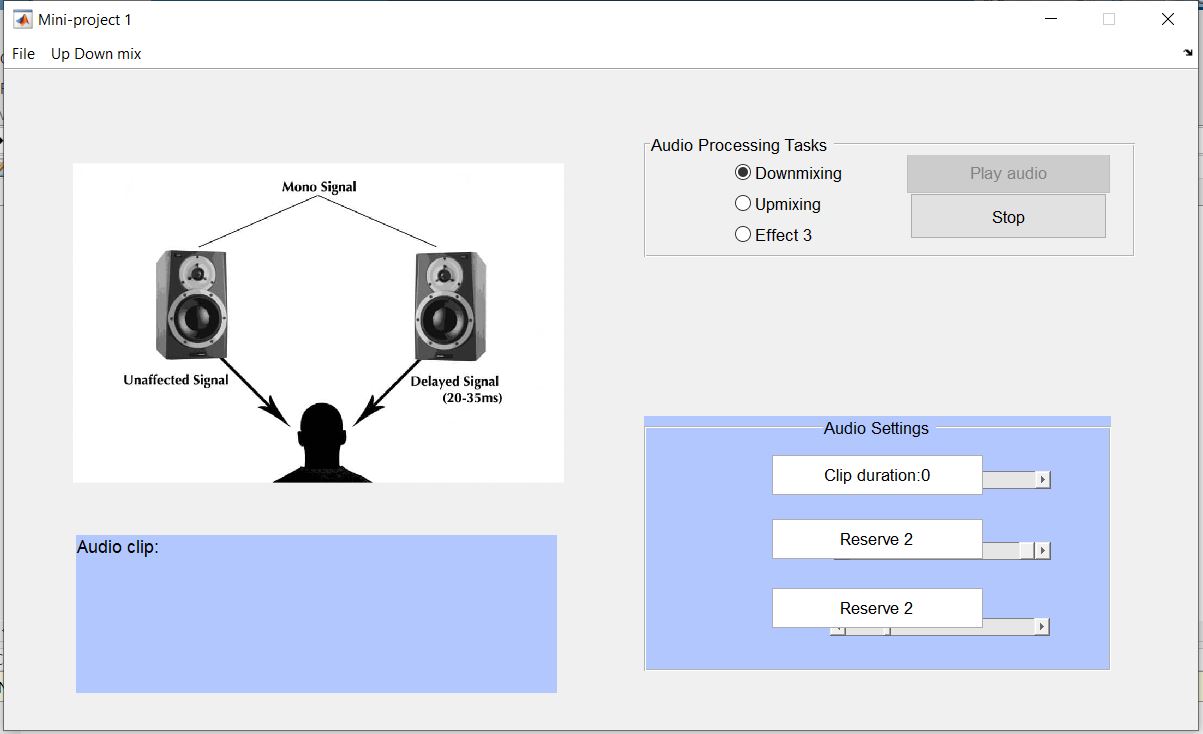 Mini-project 1
File Up Down mix
Mono Signal
Unaffected Signal
Delayed Signal
(20-35ms)
Audio clip:
Audio Processing Tasks
Downmixing
Upmixing
Effect 3
Play audio
Stop
Audio Settings
Clip duration:0
Reserve 2
Reserve 2